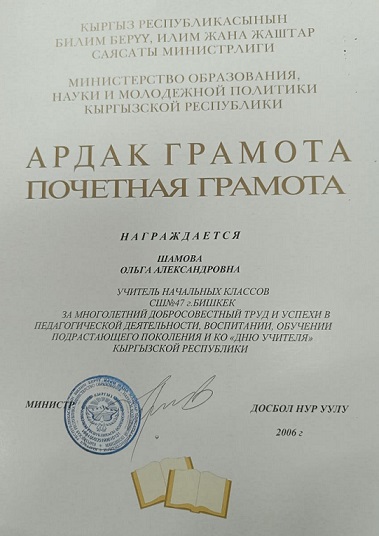 КЫРГЫЗ РЕСПУБЛИКАСЫНЫН
БИЛИМ БЕРҮҮ, ИЛИМ ЖАНА ЖАШТАР
САЯСАТЫ МИНИСТРЛИГИ
МИНИСТЕРСТВО ОБРАЗОВАНИЯ,
НАУКИ И МОЛОДЕЖНОЙ ПОЛИТИКИ
КЫРГЫЗСКОЙ РЕСПУБЛИКИ
АРДАК ГРАМОТА
ПОЧЕТНАЯ ГРАМОТА
НАГРАЖДАЕТСЯ
ШАМОВА
ОЛЬГА АЛЕКСАНДРОВНА
УЧИТЕЛЬ НАЧАЛЬНЫХ КЛАССОВ
СШ№47 г.БИШКЕК
ЗА МНОГОЛЕТНИЙ ДОБРОСОВЕСТНЫЙ ТРУД И УСПЕХИ В
ПЕДАГОГИЧЕСКОЙ ДЕЯТЕЛЬНОСТИ, ВОСПИТАНИИ, ОБУЧЕНИИ
ПОДРАСТАЮЩЕГО ПОКОЛЕНИЯ И КО «ДНЮ УЧИТЕЛЯ»
КЫРГЫЗСКОЙ РЕСПУБЛИКИ
МИНИСТР
ДОСБОЛ НУР УУЛУ
2006 г